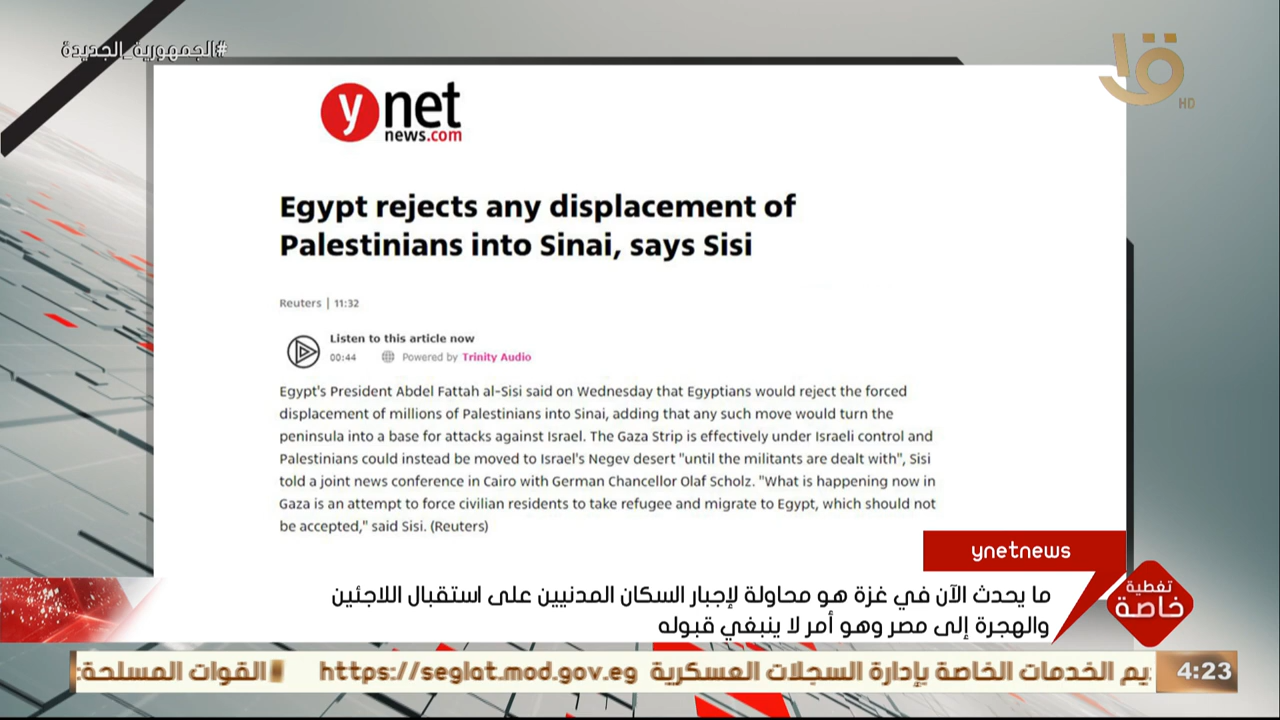 #الجمهورية_الجديدة
HD
y net
news.com
Egypt rejects any displacement of
Palestinians into Sinai, says Sisi
Reuters | 11:32
Listen to this article now
00:44 Powered by Trinity Audio
Egypt's President Abdel Fattah al-Sisi said on Wednesday that Egyptians would reject the forced
displacement of millions of Palestinians into Sinai, adding that any such move would turn the
peninsula into a base for attacks against Israel. The Gaza Strip is effectively under Israeli control and
Palestinians could instead be moved to Israel's Negev desert "until the militants are dealt with", Sisi
told a joint news conference in Cairo with German Chancellor Olaf Scholz. "What is happening now in
Gaza is an attempt to force civilian residents to take refugee and migrate to Egypt, which should not
be accepted," said Sisi. (Reuters)
ynetnews
تغطية
خاصة
ما يحدث الآن في غزة هو محاولة لإجبار السكان المدنيين على استقبال اللاجئين
والهجرة إلى مصر وهو أمر لا ينبغي قبوله
يم الخدمات الخاصة بإدارة السجلات العسكرية https://seglat.mod.gov.eg القوات المسلحة:
4:23